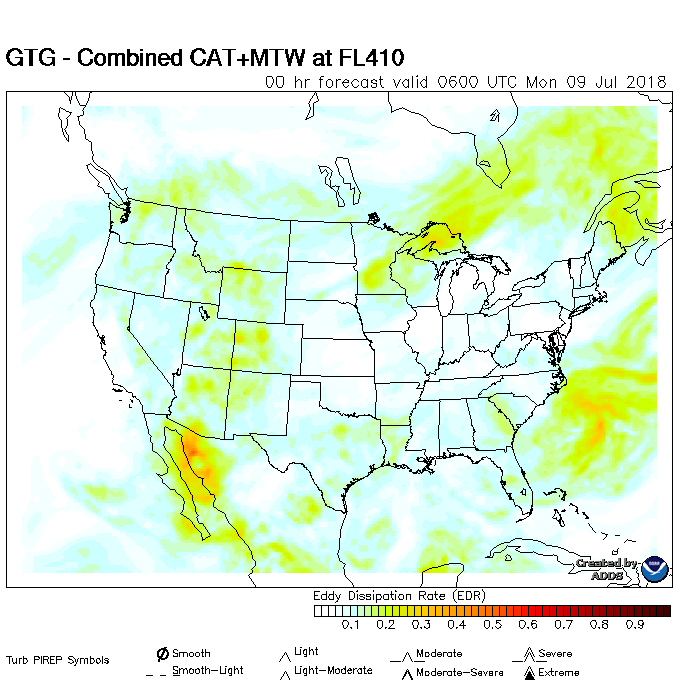 GTG - Combined CAT+MTW at FL410
00 hr forecast valid 0600 UTC Mon 09 Jul 2018
Created by
ADDS
Eddy Dissipation Rate (EDR)
0.1 0.2 0.3 0.4 0.5 0.6 0.7 0.8 0.9
Turb PIREP Symbols
Smooth Light Moderate Severe
Smooth-Light Light-Moderate Moderate-Severe Extreme